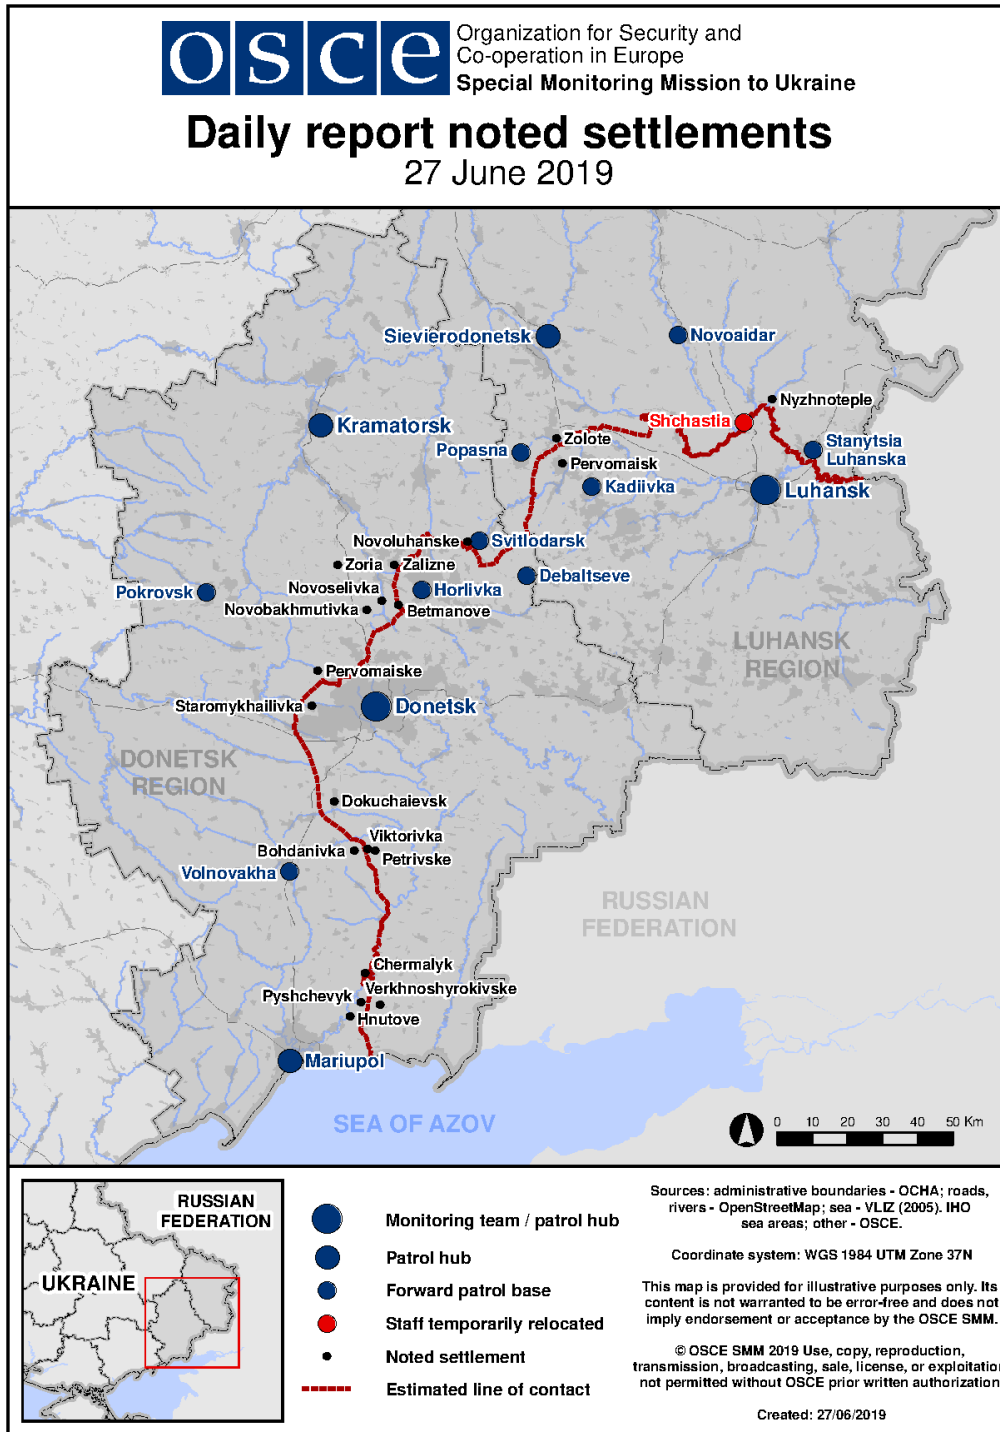 osce
Organization for Security and
Co-operation in Europe
Special Monitoring Mission to Ukraine
Daily report noted settlements
27 June 2019
Sievierodonetsk
Novoaidar
Nyzhnoteple
Kramatorsk
Shchastia
Zolote
Stanytsia
Luhanska
Popasna
Pervomaisk
Kadiivka
Luhansk
Novoluhanske
Svitlodarsk
Zoria
Zalizne
Debaltseve
Novoselivka
Horlivka
Pokrovsk
Novobakhmutivka
Betmanove
LUHANSK
REGION
Pervomaiske
Staromykhailivka
Donetsk
DONETSK
REGION
Dokuchaievsk
Viktorivka
Bohdanivka
Petrivske
Volnovakha
RUSSIAN
FEDERATION
Chermalyk
Verkhnoshyrokivske
Pyshchevyk
Hnutove
Mariupol
SEA OF AZOV
0 10 20 30 40 50 Km
RUSSIAN
FEDERATION
UKRAINE
Monitoring team / patrol hub
Patrol hub
Forward patrol base
Staff temporarily relocated
Noted settlement
Estimated line of contact
Sources: administrative boundaries - OCHA; roads,
rivers - OpenStreetMap; sea - VLIZ (2005). IHO
sea areas; other - OSCE.
Coordinate system: WGS 1984 UTM Zone 37N
This map is provided for illustrative purposes only. Its
content is not warranted to be error-free and does not
imply endorsement or acceptance by the OSCE SMM.
© OSCE SMM 2019 Use, copy, reproduction,
transmission, broadcasting, sale, license, or exploitation
not permitted without OSCE prior written authorization
Created: 27/06/2019